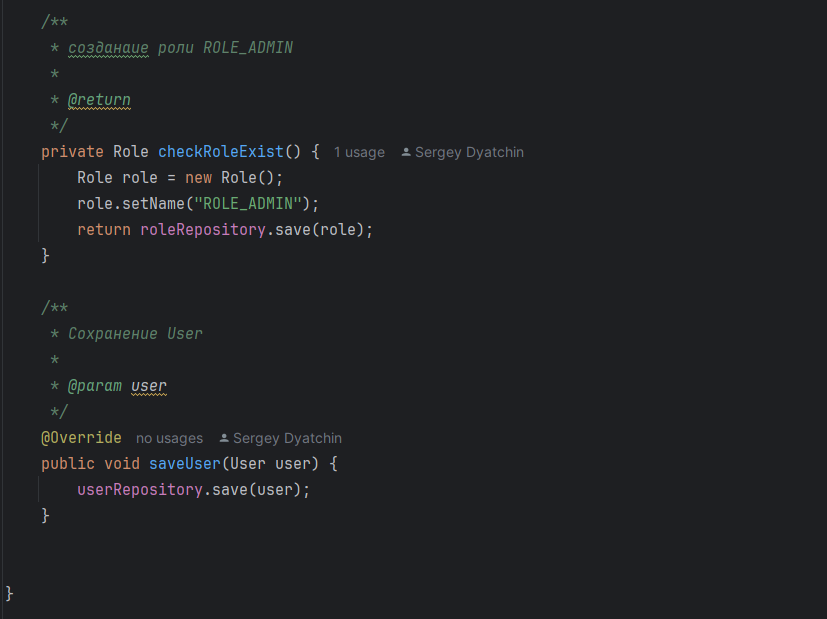 /**
 * созданаие роли ROLE_ADMIN
 *
 * @return
 */
private Role checkRoleExist() { 1 usage Sergey Dyatchin
Role role = new Role();
role.setName("ROLE_ADMIN");
return roleRepository.save(role);
}
/**
 * Сохранение User
 *
 * @param user
 */
@Override no usages Sergey Dyatchin
public void saveUser(User user) {
userRepository.save(user);
}
}